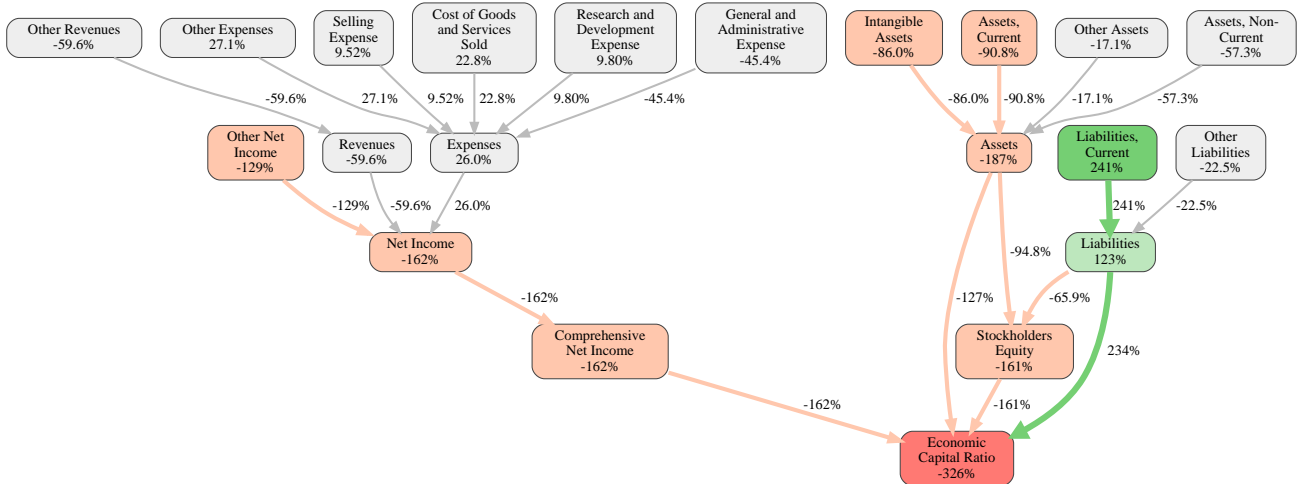 Other Revenues
-59.6%
Other Expenses
27.1%
Selling
Expense
9.52%
Cost of Goods
and Services
Sold
22.8%
Research and
Development
Expense
9.80%
General and
Administrative
Expense
-45.4%
Intangible
Assets
-86.0%
Assets,
Current
-90.8%
Other Assets
-17.1%
Assets, Non-
Current
-57.3%
-59.6%
27.1%
9.52%
22.8%
9.80%
-45.4%
-86.0%
-90.8%
-17.1%
-57.3%
Other Net
Income
-129%
Revenues
-59.6%
Expenses
26.0%
Assets
-187%
Liabilities,
Current
241%
Other
Liabilities
-22.5%
-129%
-59.6%
26.0%
241%
-22.5%
Net Income
-162%
-94.8%
Liabilities
123%
-162%
-127%
-65.9%
Comprehensive
Net Income
-162%
Stockholders
Equity
-161%
234%
-162%
-161%
Economic
Capital Ratio
-326%